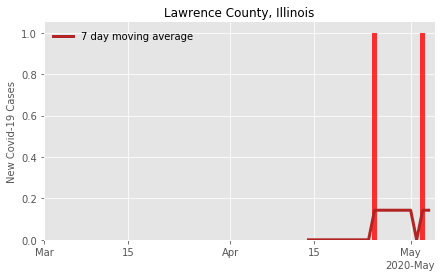 Lawrence County, Illinois
7 day moving average
New Covid-19 Cases
1.0
0.8
0.6
0.4
0.2
0.0
Mar
15
Apr
15
May
2020-May